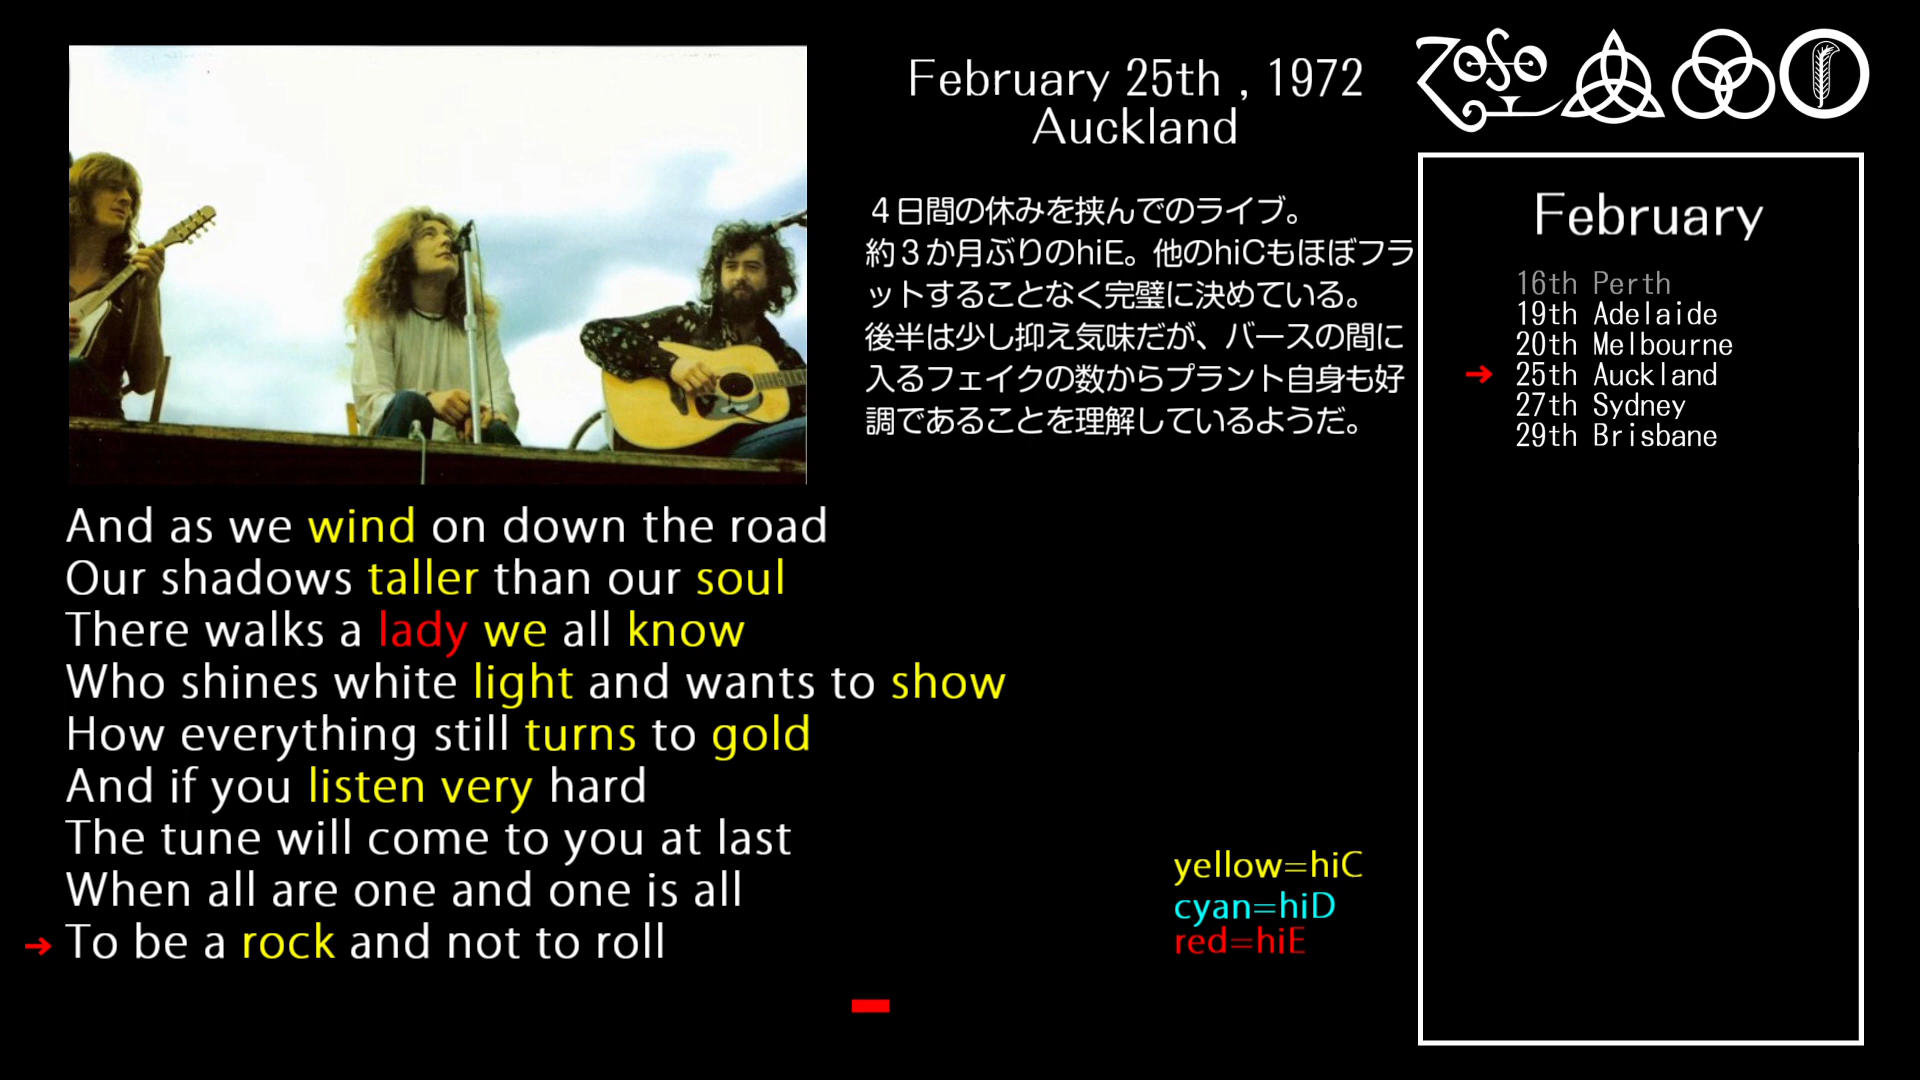 February 25th , 1972
Auckland
４日間の休みを挟んでのライブ。
約３か月ぶりのhiE。他のhiCもほぼフラ
ットすることなく完璧に決めている。
後半は少し抑え気味だが、バースの間に
入るフェイクの数からプラント自身も好
調であることを理解しているようだ。
And as we wind on down the road
Our shadows taller than our soul
There walks a lady we all know
Who shines white light and wants to show
How everything still turns to gold
And if you listen very hard
The tune will come to you at last
When all are one and one is all
→ To be a rock and not to roll
yellow=hiC
cyan=hiD
red=hiE
ZoSo
February
16th Perth
19th Adelaide
20th Melbourne
→ 25th Auckland
27th Sydney
29th Brisbane